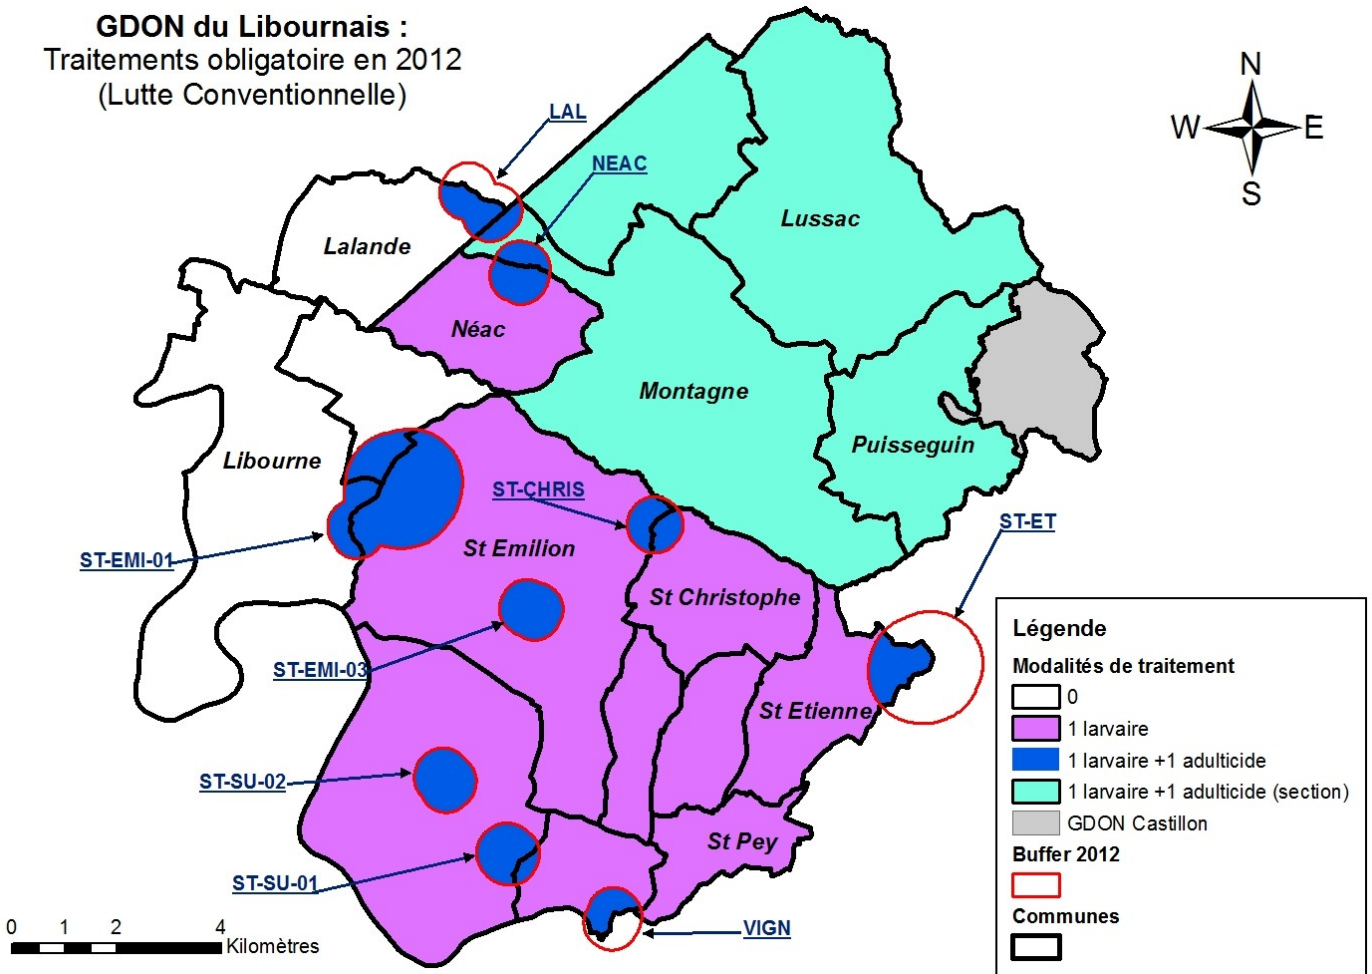 GDON du Libournais :
Traitements obligatoire en 2012
(Lutte Conventionnelle)
N
W E
S
LAL
NEAC
Lussac
Lalande
Néac
Montagne
Puisseguin
Libourne
ST-CHRIS
ST-ET
St Emilion
ST-EMI-01
St Christophe
ST-EMI-03
St Etienne
ST-SU-02
St Pey
ST-SU-01
VIGN
0 1 2 4
Kilomètres
Légende
Modalités de traitement
0
1 larvaire
1 larvaire +1 adulticide
1 larvaire +1 adulticide (section)
GDON Castillon
Buffer 2012
Communes